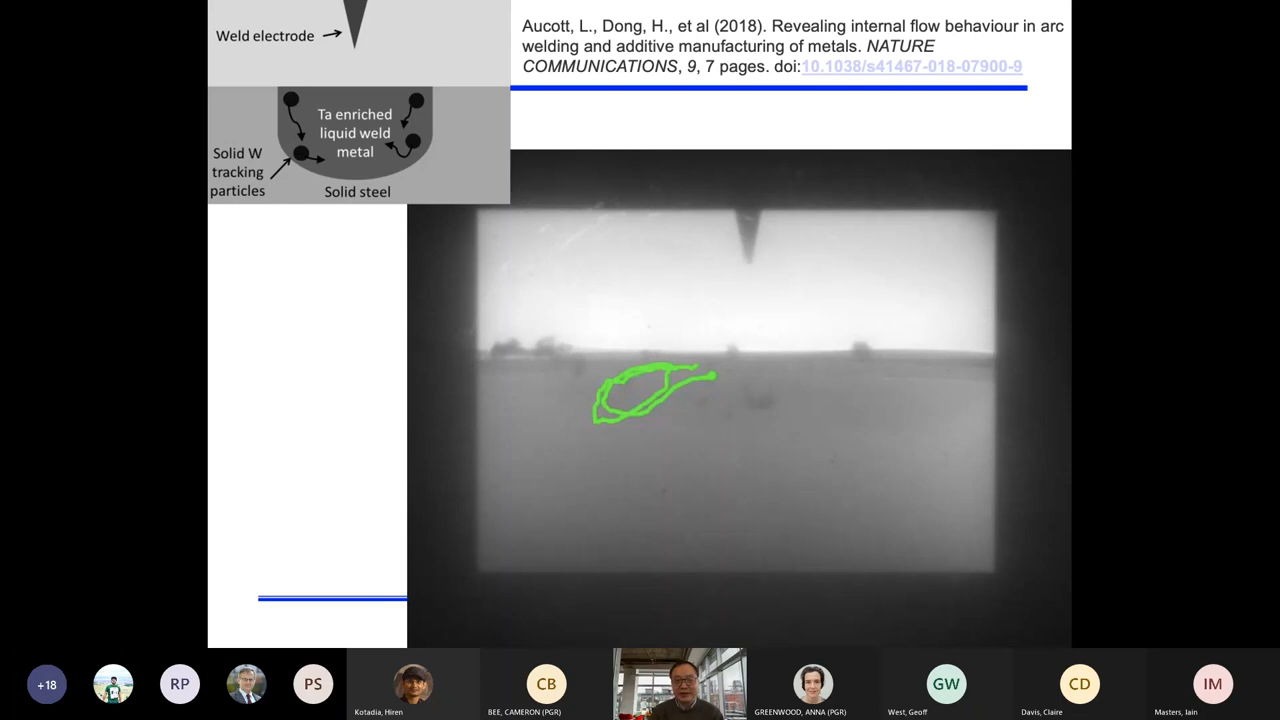 Weld electrode
Ta enriched
liquid weld
metal
Solid W
tracking
particles
Solid steel
Aucott, L., Dong, H., et al (2018). Revealing internal flow behaviour in arc
welding and additive manufacturing of metals. NATURE
COMMUNICATIONS, 9, 7 pages. doi:10.1038/s41467-018-07900-9
+18
RP
PS
Kotadia, Hiren
CB
BEE, CAMERON (PGR)
GREENWOOD, ANNA (PGR)
GW
West, Geoff
CD
Davis, Claire
IM
Masters, Iain